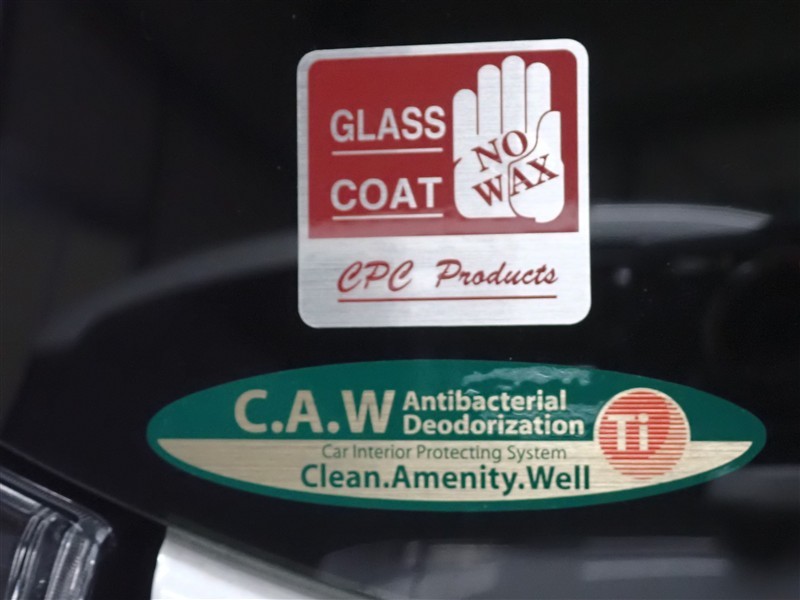 GLASS
COAT
NO
WAX
CPC Products
C.A.W Antibacterial
Deodorization
Ti
Car Interior Protecting System
Clean.Amenity.Well